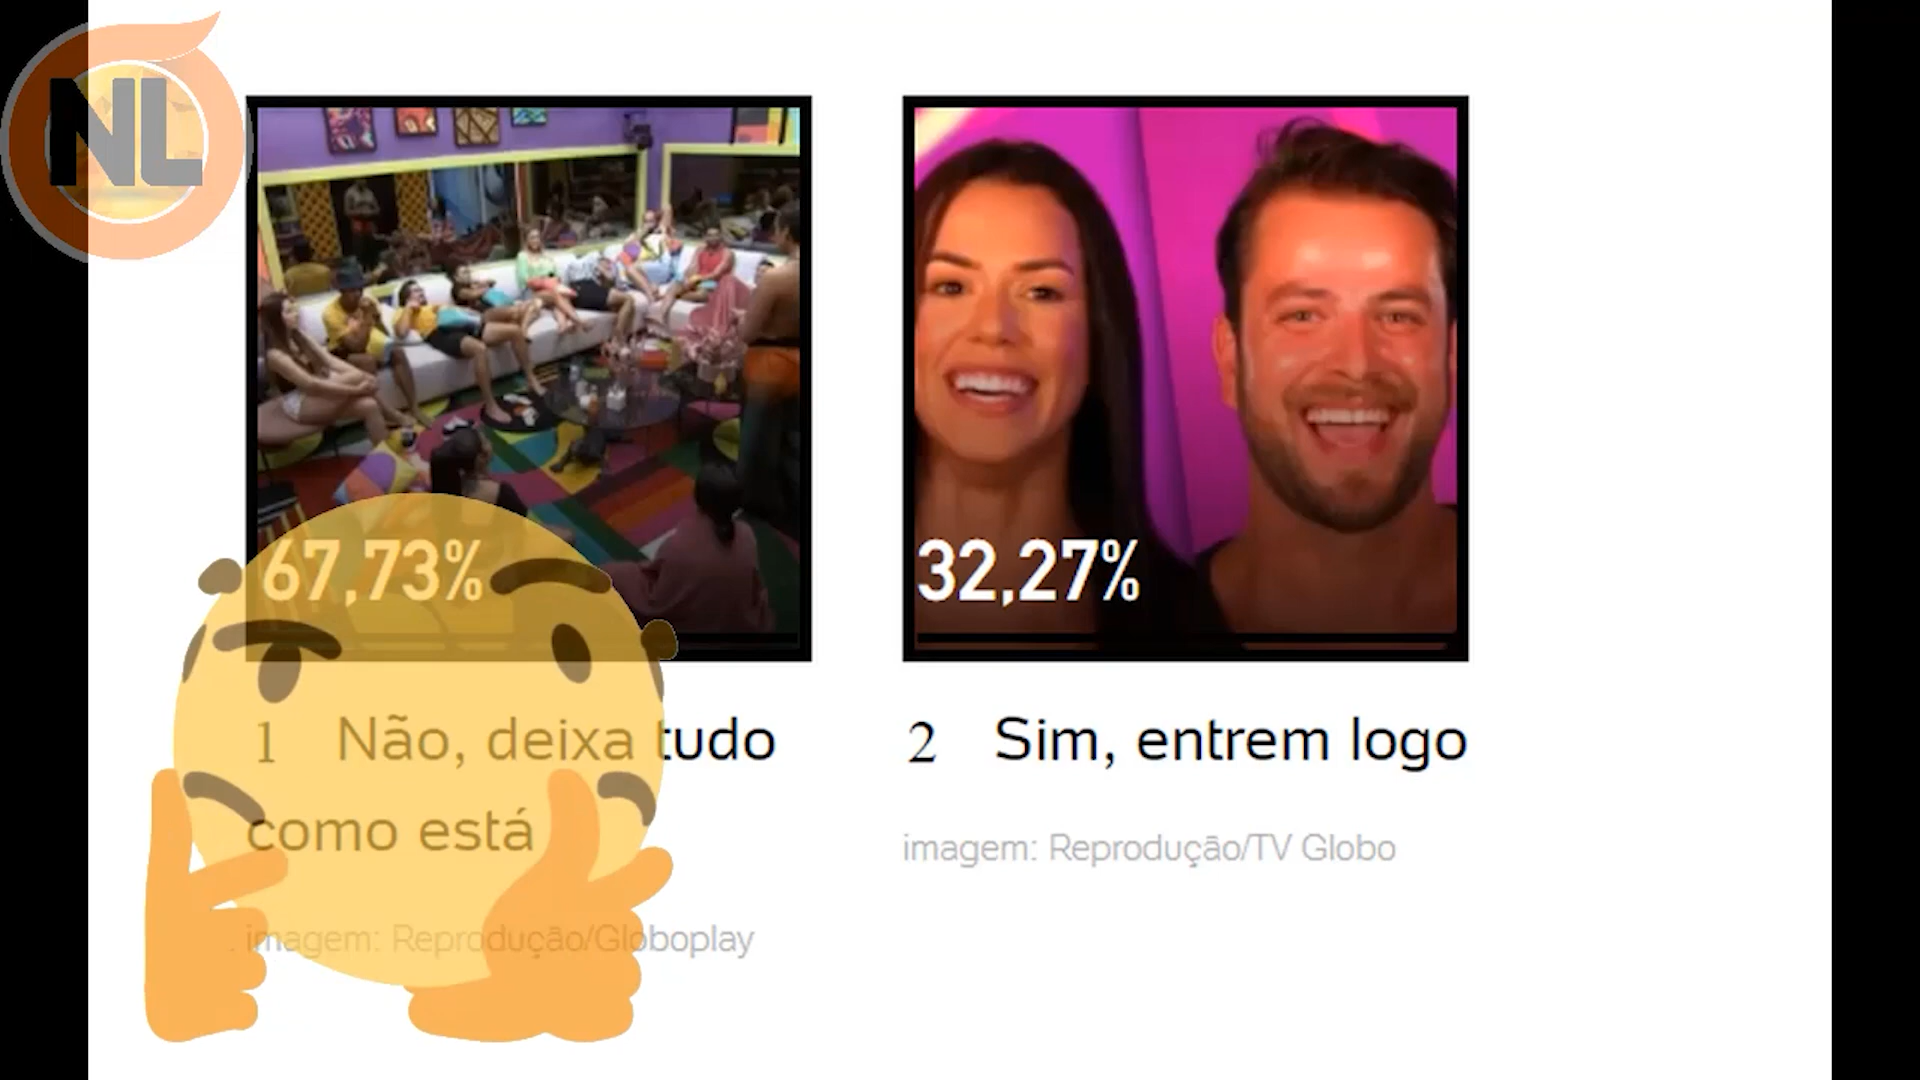 NL
67,73%
32,27%
1 Não, deixa tudo
como está
2 Sim, entrem logo
imagem: Reprodução/TV Globo
imagem: Reprodução/Globoplay